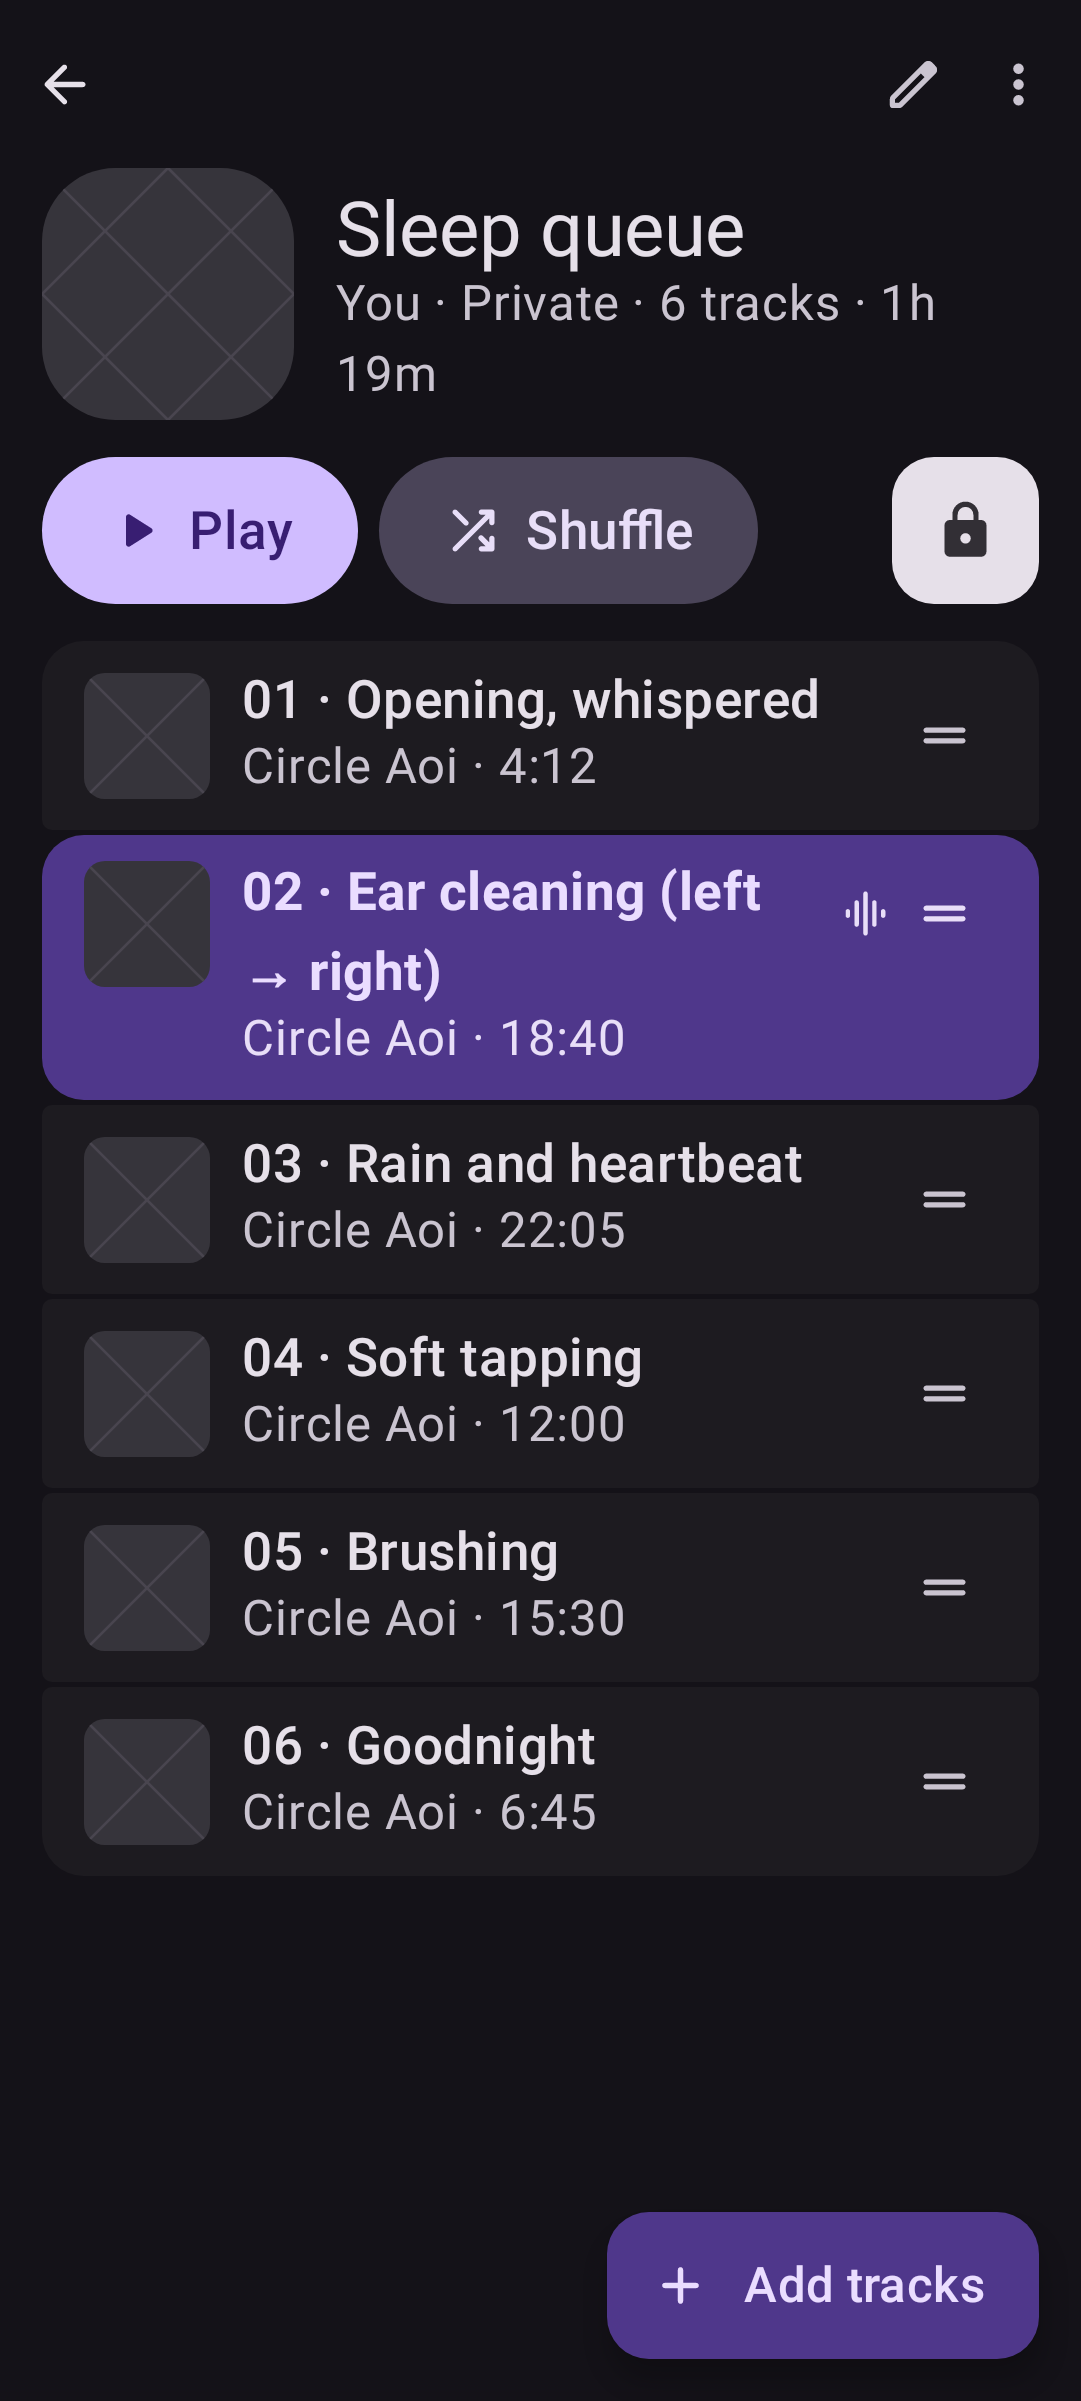 Sleep queue
You · Private · 6 tracks · 1h
19m
Play
Shuffle
01 · Opening, whispered
Circle Aoi · 4:12
02 · Ear cleaning (left
→ right)
Circle Aoi · 18:40
03 · Rain and heartbeat
Circle Aoi · 22:05
04 · Soft tapping
Circle Aoi · 12:00
05 · Brushing
Circle Aoi · 15:30
06 · Goodnight
Circle Aoi · 6:45
Add tracks